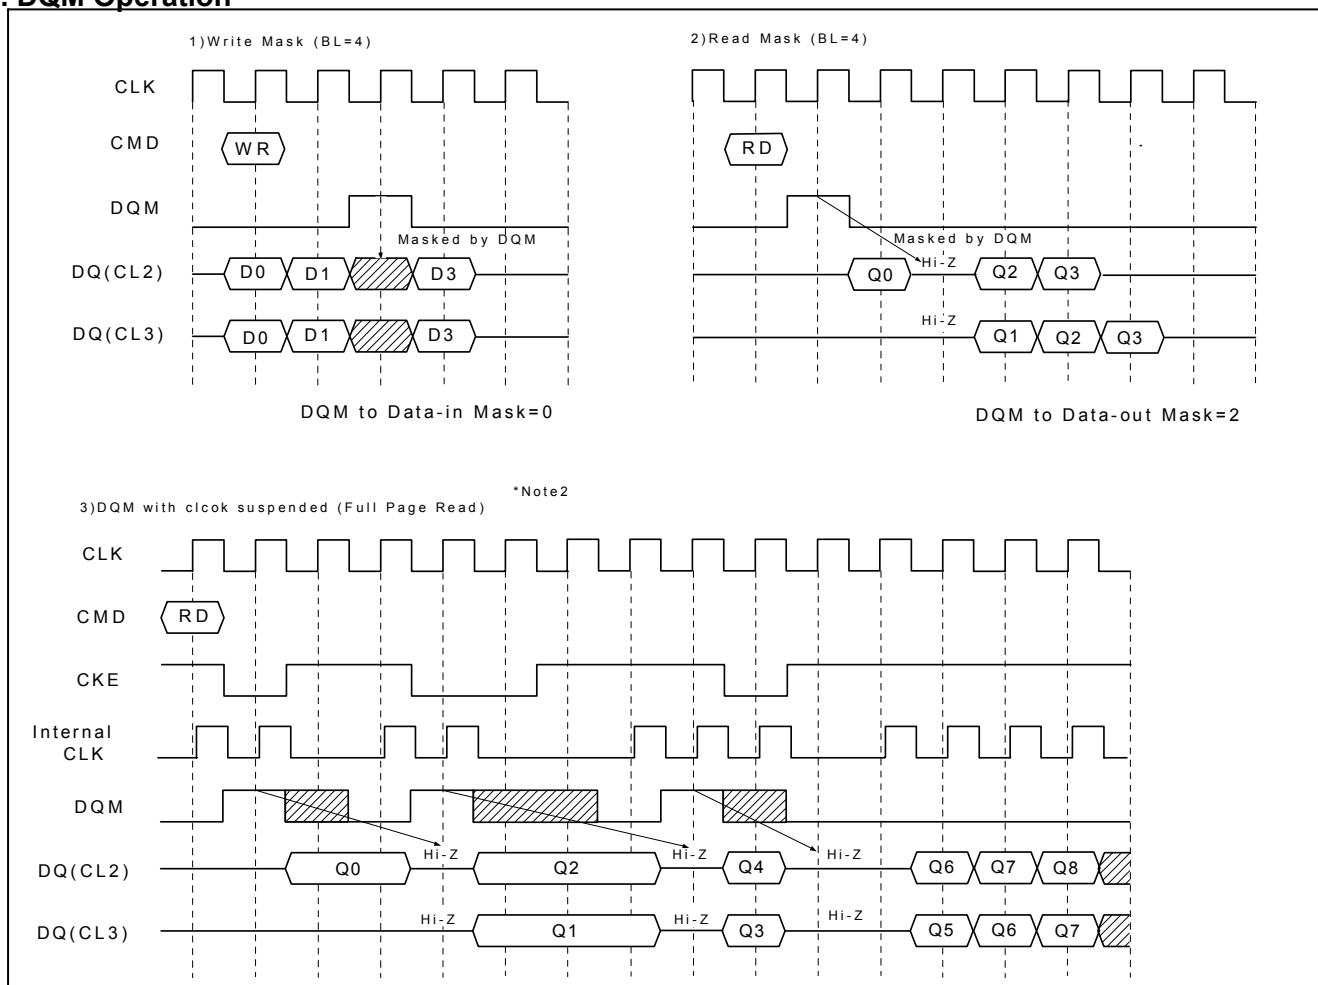 . DQM Operation
1)Write Mask (BL=4)
CLK
CMD
WR
DQM
Masked by DQM
DQ(CL2)
D0 D1 D3
DQ(CL3)
D0 D1 D3
DQM to Data-in Mask=0
2)Read Mask (BL=4)
RD
Masked by DQM
Hi-Z
Q0 Q2 Q3
Hi-Z
Q1 Q2 Q3
DQM to Data-out Mask=2
*Note2
3)DQM with clcok suspended (Full Page Read)
CLK
CMD
RD
CKE
Internal
CLK
DQM
Hi-Z Hi-Z Hi-Z
DQ(CL2)
Q0 Q2 Q4 Q6 Q7 Q8
Hi-Z Hi-Z Hi-Z
DQ(CL3)
Q1 Q3 Q5 Q6 Q7